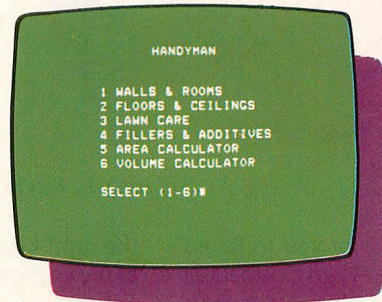 HANDYMAN
1 WALLS & ROOMS
2 FLOORS & CEILINGS
3 LAWN CARE
4 FILLERS & ADDITIVES
5 AREA CALCULATOR
6 VOLUME CALCULATOR
SELECT (1-6)